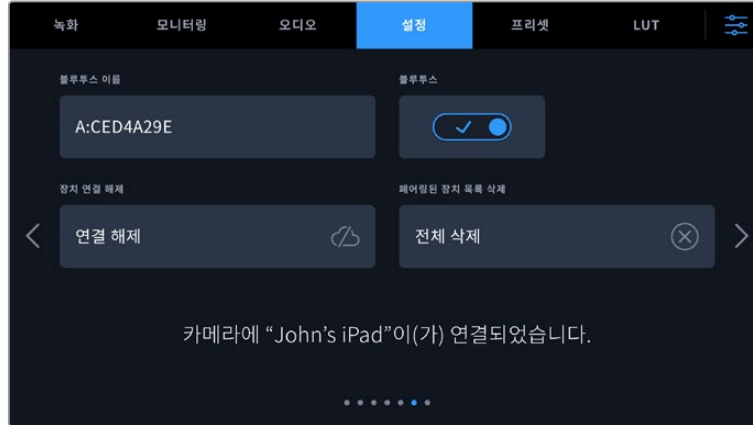 녹화 모니터링 오디오 설정 프리셋 LUT
블루투스 이름 블루투스
A:CED4A29E
장치 연결 해제 페어링된 장치 목록 삭제
연결 해제 전체 삭제
카메라에 “John’s iPad”이(가) 연결되었습니다.